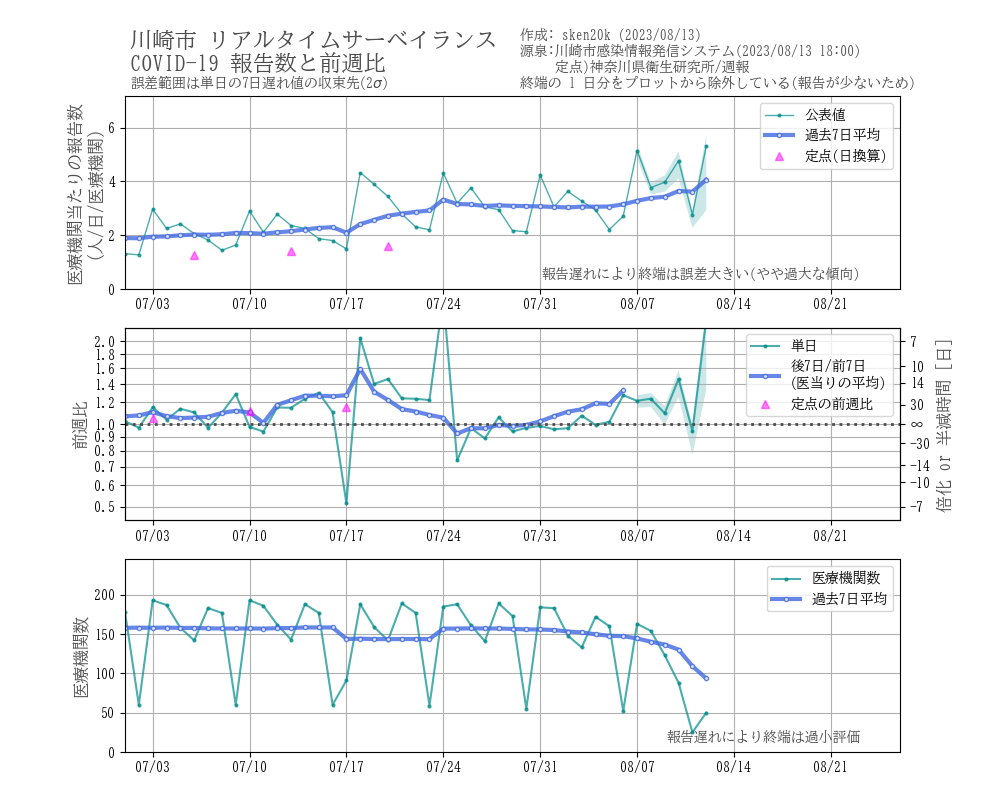 川崎市 リアルタイムサーベイランス
COVID-19 報告数と前週比
誤差範囲は単日の7日遅れ値の収束先(2σ)
作成: sken20k (2023/08/13)
源泉:川崎市感染情報発信システム(2023/08/13 18:00)
定点)神奈川県衛生研究所/週報
終端の 1 日分をプロットから除外している(報告が少ないため)
医療機関当たりの報告数
(人/日/医療機関)
6
4
2
0
公表値
過去7日平均
定点(日換算)
報告遅れにより終端は誤差大きい(やや過大な傾向)
07/03 07/10 07/17 07/24 07/31 08/07 08/14 08/21
前週比
2.0
1.8
1.6
1.4
1.2
1.0
0.9
0.8
0.7
0.6
0.5
単日
後7日/前7日
(医当りの平均)
定点の前週比
7
10
14
30
∞
-30
-14
-10
-7
倍化 or 半減時間 [日]
07/03 07/10 07/17 07/24 07/31 08/07 08/14 08/21
医療機関数
200
150
100
50
0
医療機関数
過去7日平均
報告遅れにより終端は過小評価
07/03 07/10 07/17 07/24 07/31 08/07 08/14 08/21